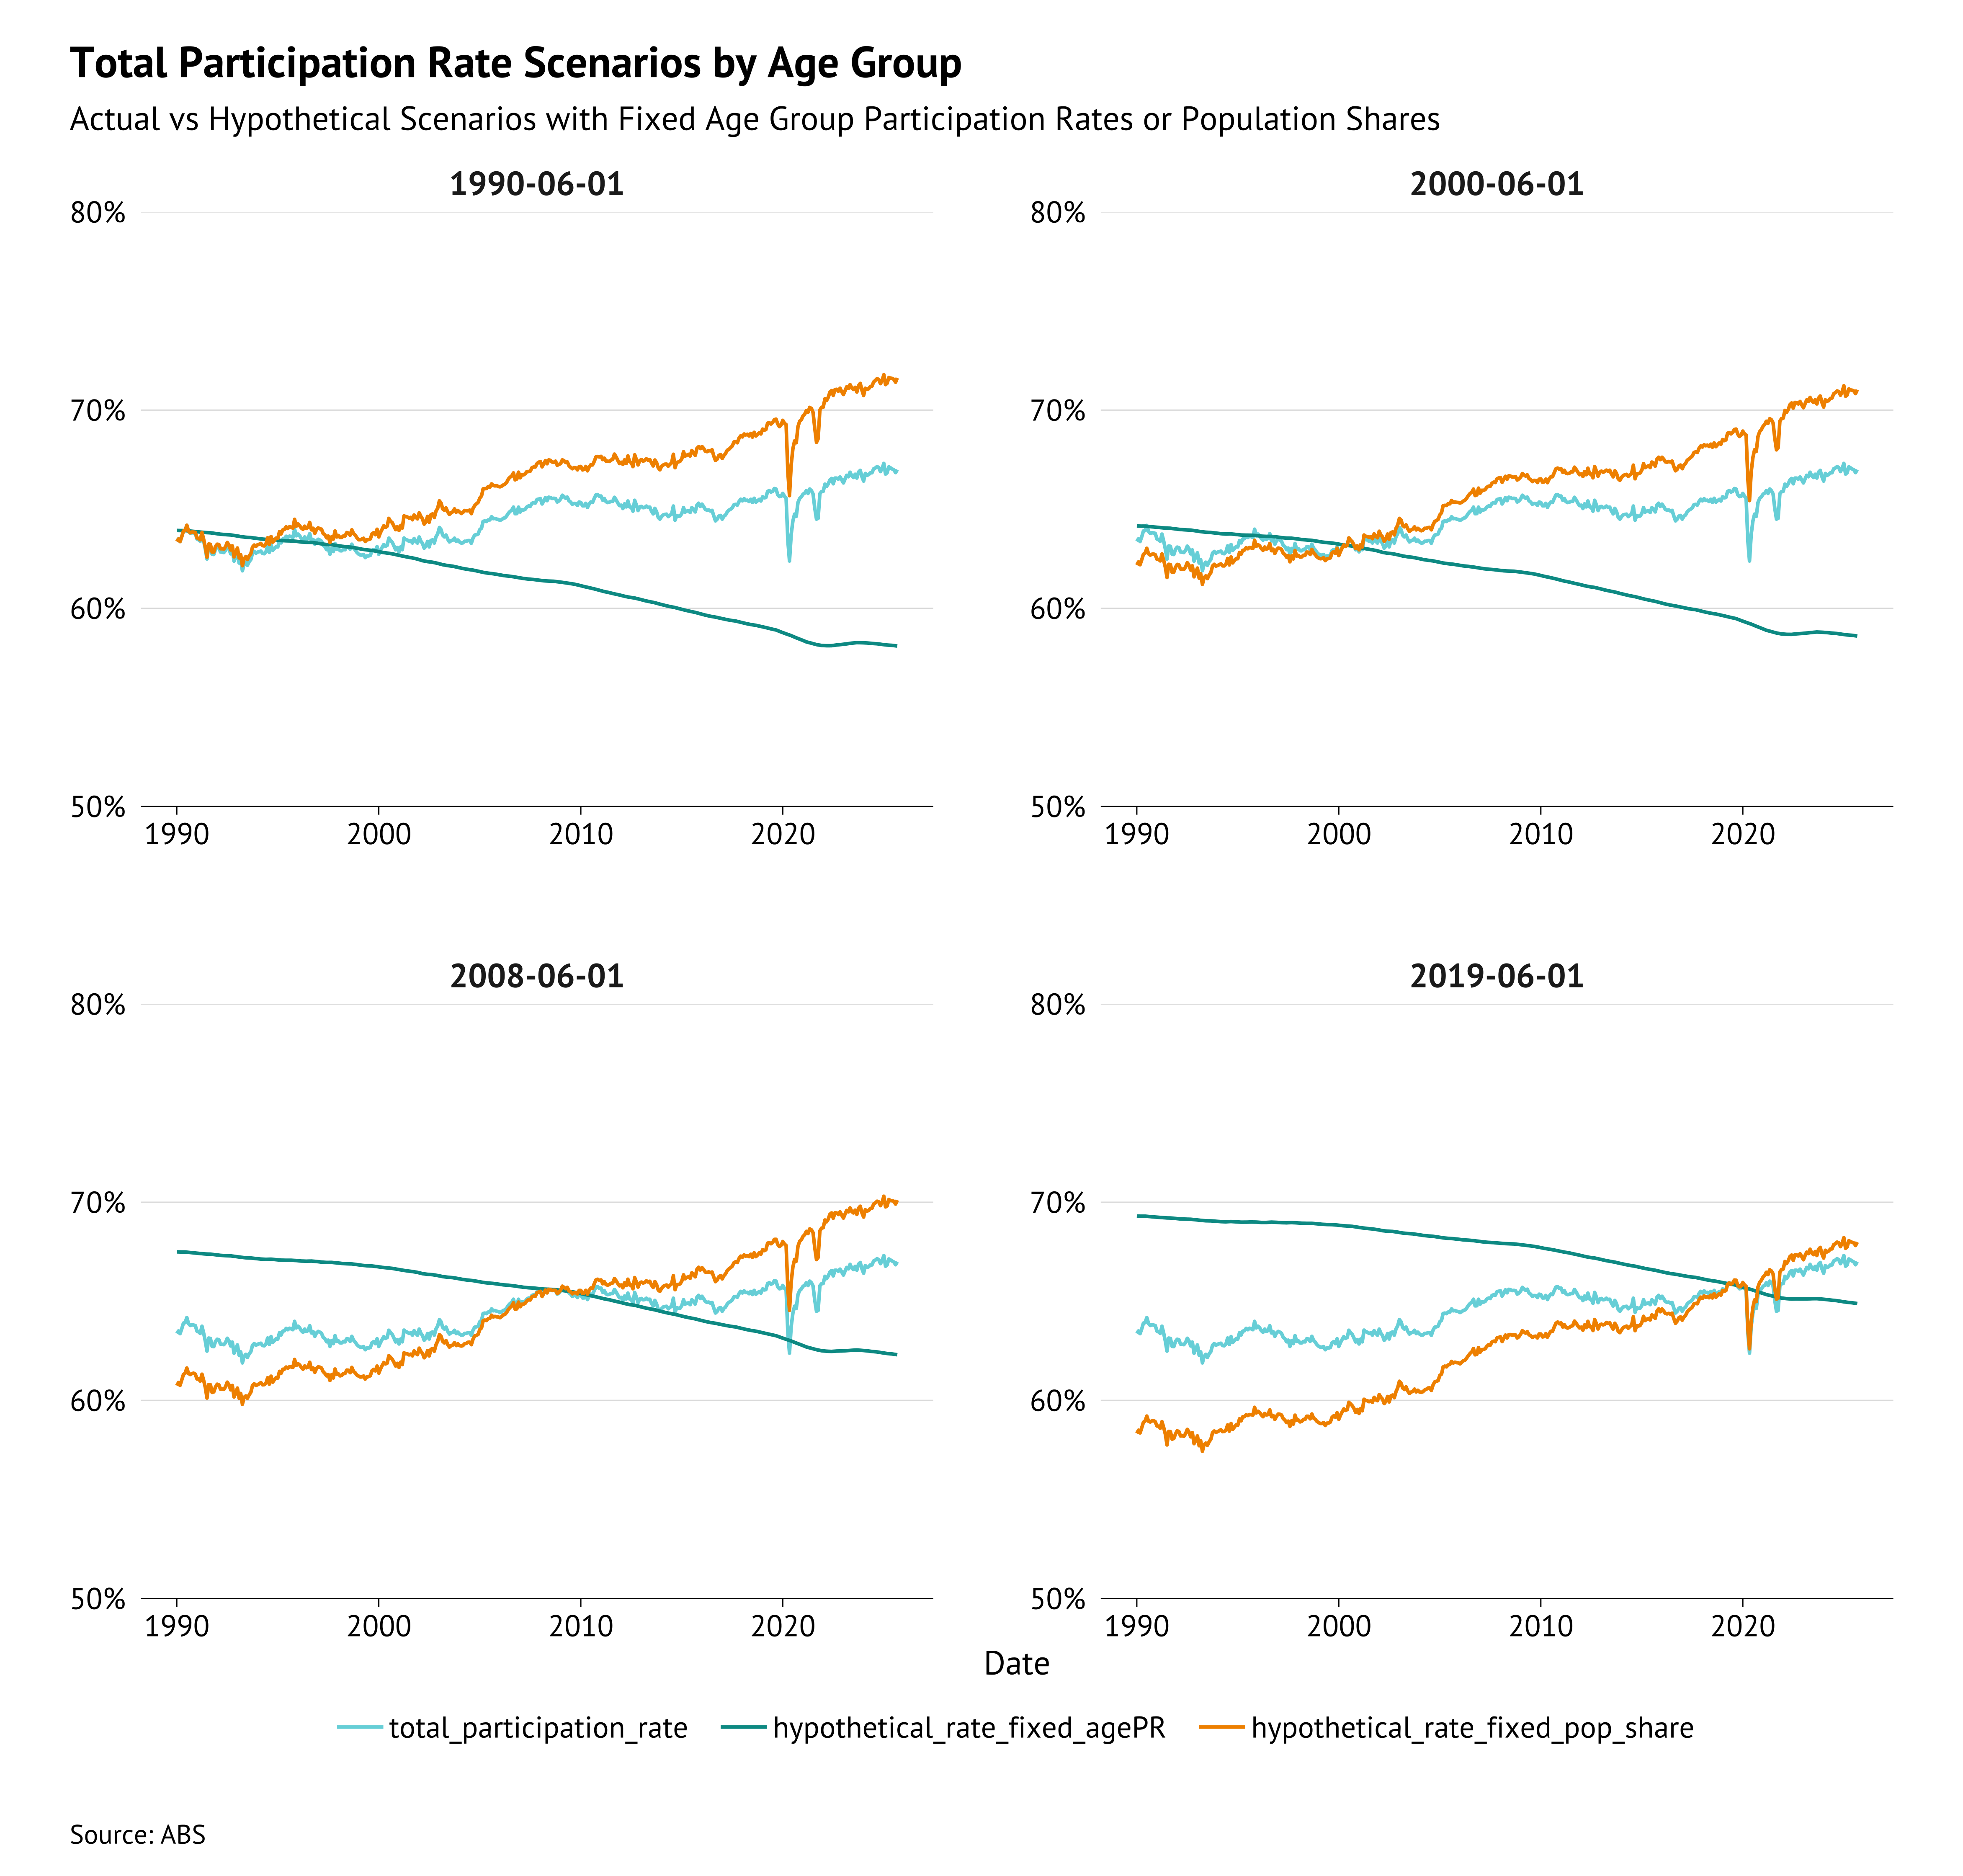 Total Participation Rate Scenarios by Age Group
Actual vs Hypothetical Scenarios with Fixed Age Group Participation Rates or Population Shares
1990-06-01
80%
70%
60%
50%
1990 2000 2010 2020
2000-06-01
80%
70%
60%
50%
1990 2000 2010 2020
2008-06-01
80%
70%
60%
50%
1990 2000 2010 2020
2019-06-01
80%
70%
60%
50%
1990 2000 2010 2020
Date
total_participation_rate hypothetical_rate_fixed_agePR hypothetical_rate_fixed_pop_share
Source: ABS